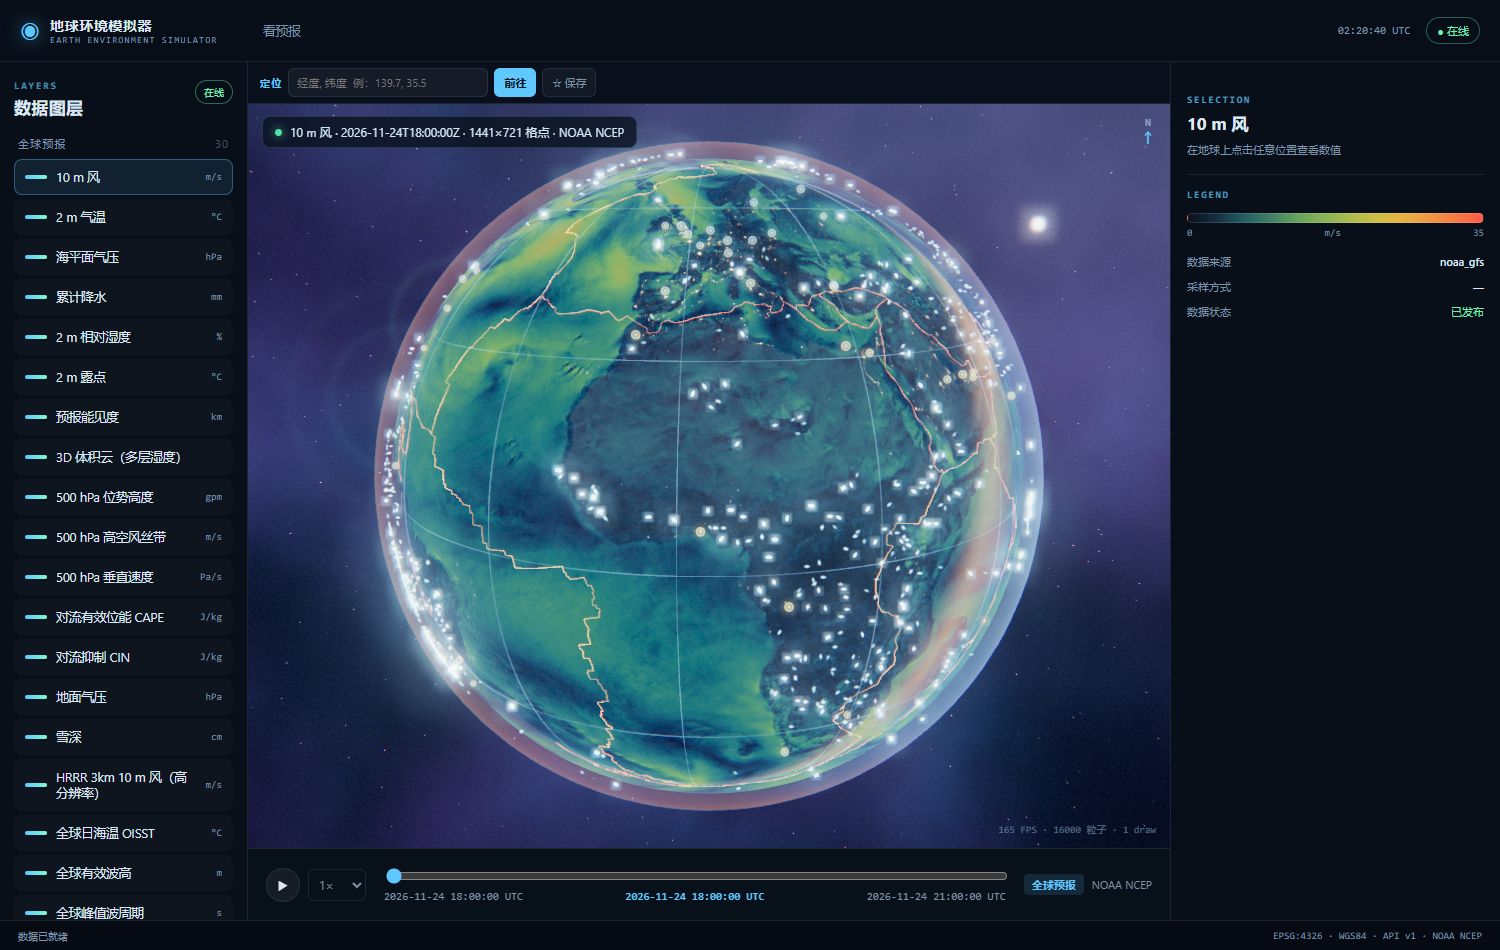 地球环境模拟器
EARTH ENVIRONMENT SIMULATOR
看预报
02:20:40 UTC
● 在线
LAYERS
数据图层
在线
全球预报 30
10 m 风 m/s
2 m 气温 °C
海平面气压 hPa
累计降水 mm
2 m 相对湿度 %
2 m 露点 °C
预报能见度 km
3D 体积云（多层湿度）
500 hPa 位势高度 gpm
500 hPa 高空风丝带 m/s
500 hPa 垂直速度 Pa/s
对流有效位能 CAPE J/kg
对流抑制 CIN J/kg
地面气压 hPa
雪深 cm
HRRR 3km 10 m 风（高
分辨率） m/s
全球日海温 OISST °C
全球有效波高 m
全球峰值波周期 s
定位 经度, 纬度 例: 139.7, 35.5 前往 ☆ 保存
10 m 风 · 2026-11-24T18:00:00Z · 1441×721 格点 · NOAA NCEP
N
↑
165 FPS · 16000 粒子 · 1 draw
1×
2026-11-24 18:00:00 UTC 2026-11-24 18:00:00 UTC 2026-11-24 21:00:00 UTC
全球预报 NOAA NCEP
SELECTION
10 m 风
在地球上点击任意位置查看数值
LEGEND
0 m/s 35
数据来源 noaa_gfs
采样方式 —
数据状态 已发布
数据已就绪
EPSG:4326 · WGS84 · API v1 · NOAA NCEP